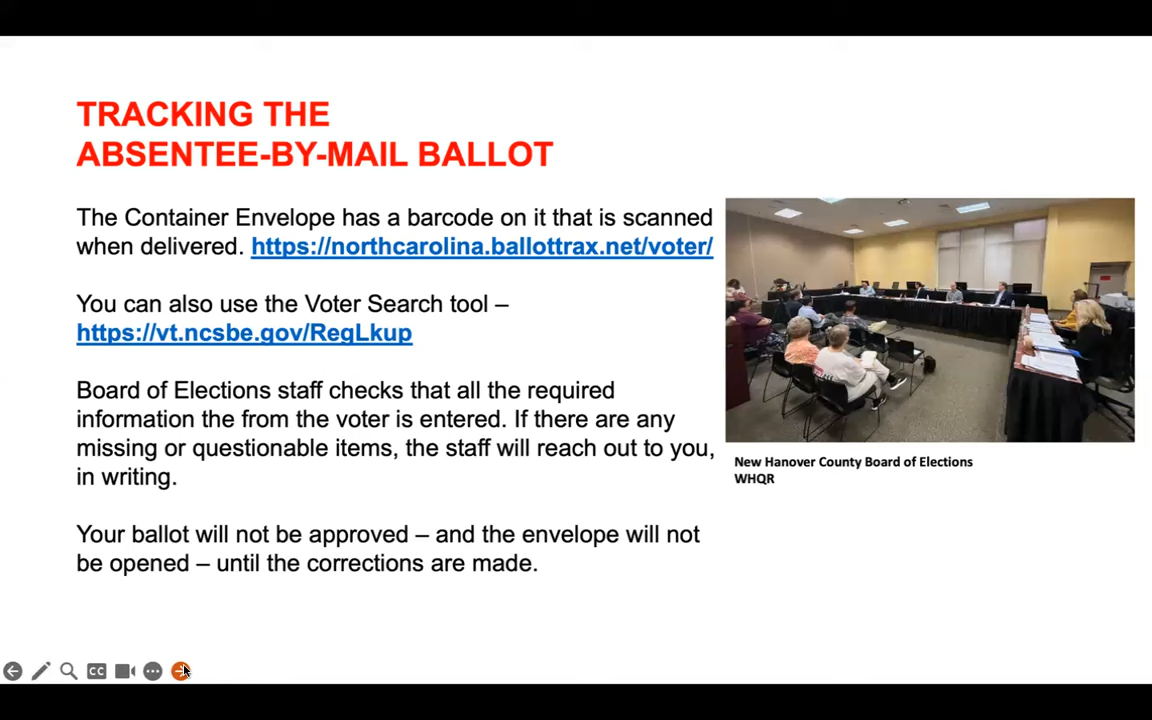 TRACKING THE
ABSENTEE-BY-MAIL BALLOT
The Container Envelope has a barcode on it that is scanned
when delivered. https://northcarolina.ballottrax.net/voter/
You can also use the Voter Search tool –
https://vt.ncsbe.gov/RegLkup
Board of Elections staff checks that all the required
information the from the voter is entered. If there are any
missing or questionable items, the staff will reach out to you,
in writing.
Your ballot will not be approved – and the envelope will not
be opened – until the corrections are made.
New Hanover County Board of Elections
WHQR
CC